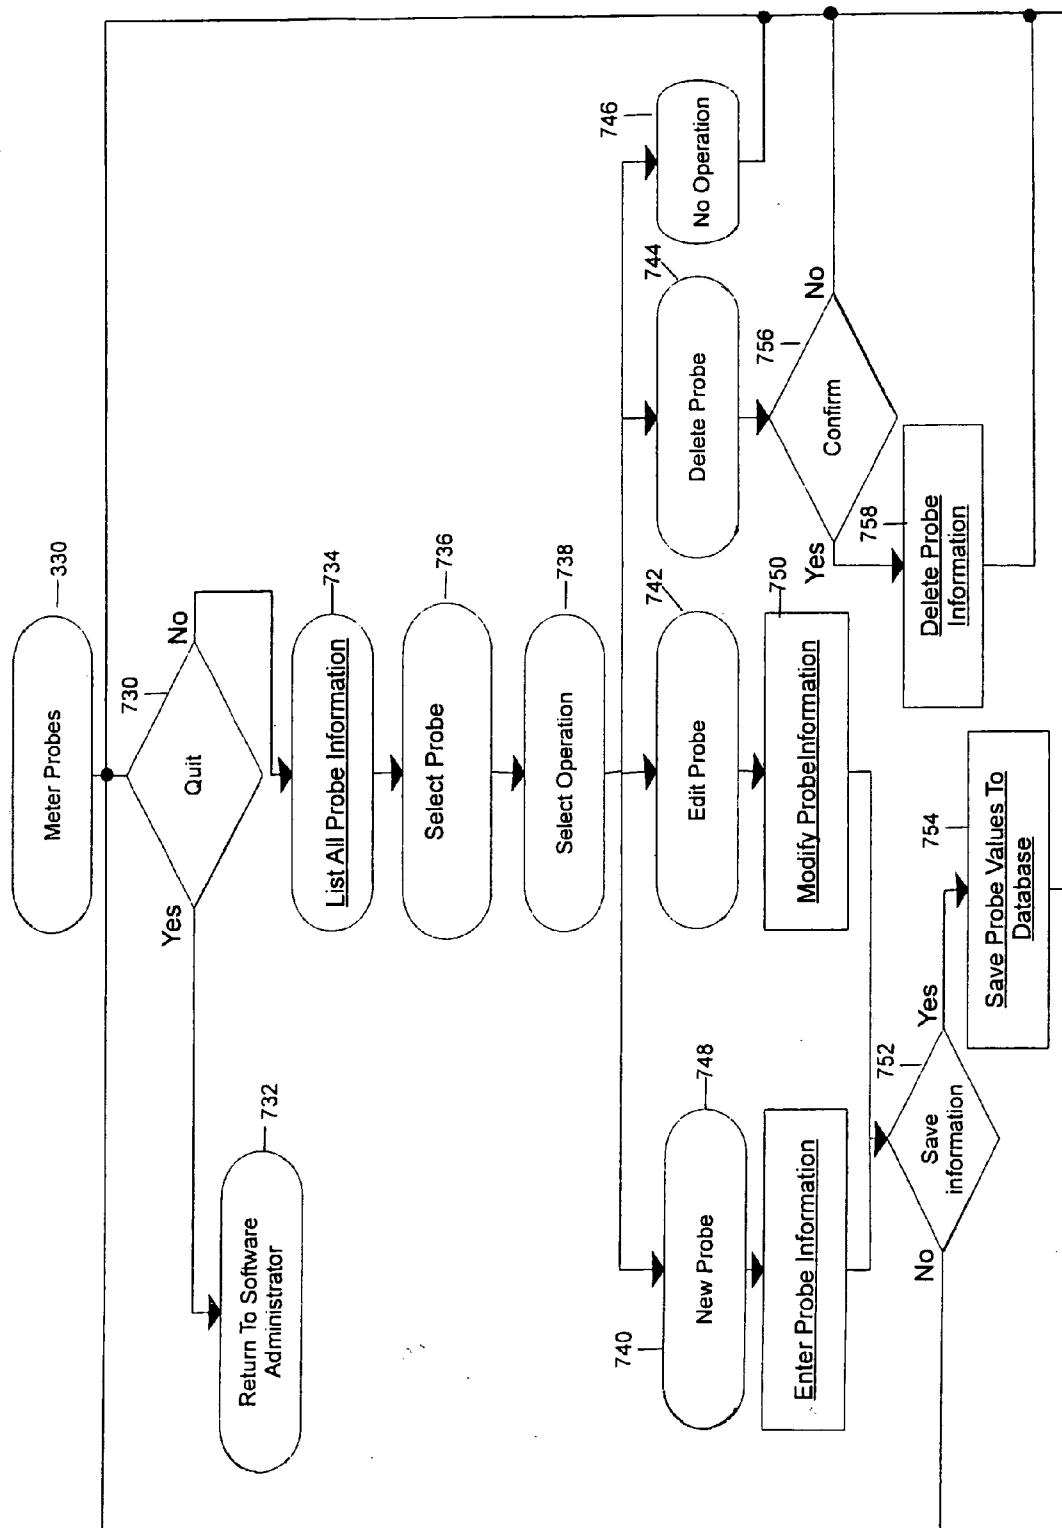 Meter Probes
330
730
Quit
Yes
No
Return To Software
Administrator
732
List All Probe Information
734
Select Probe
736
Select Operation
738
740
New Probe
748
Edit Probe
742
Delete Probe
744
No Operation
746
Enter Probe Information
Modify ProbeInformation
750
756
Confirm
Yes
No
752
Save
information
No
Yes
758
Delete Probe
Information
754
Save Probe Values To
Database